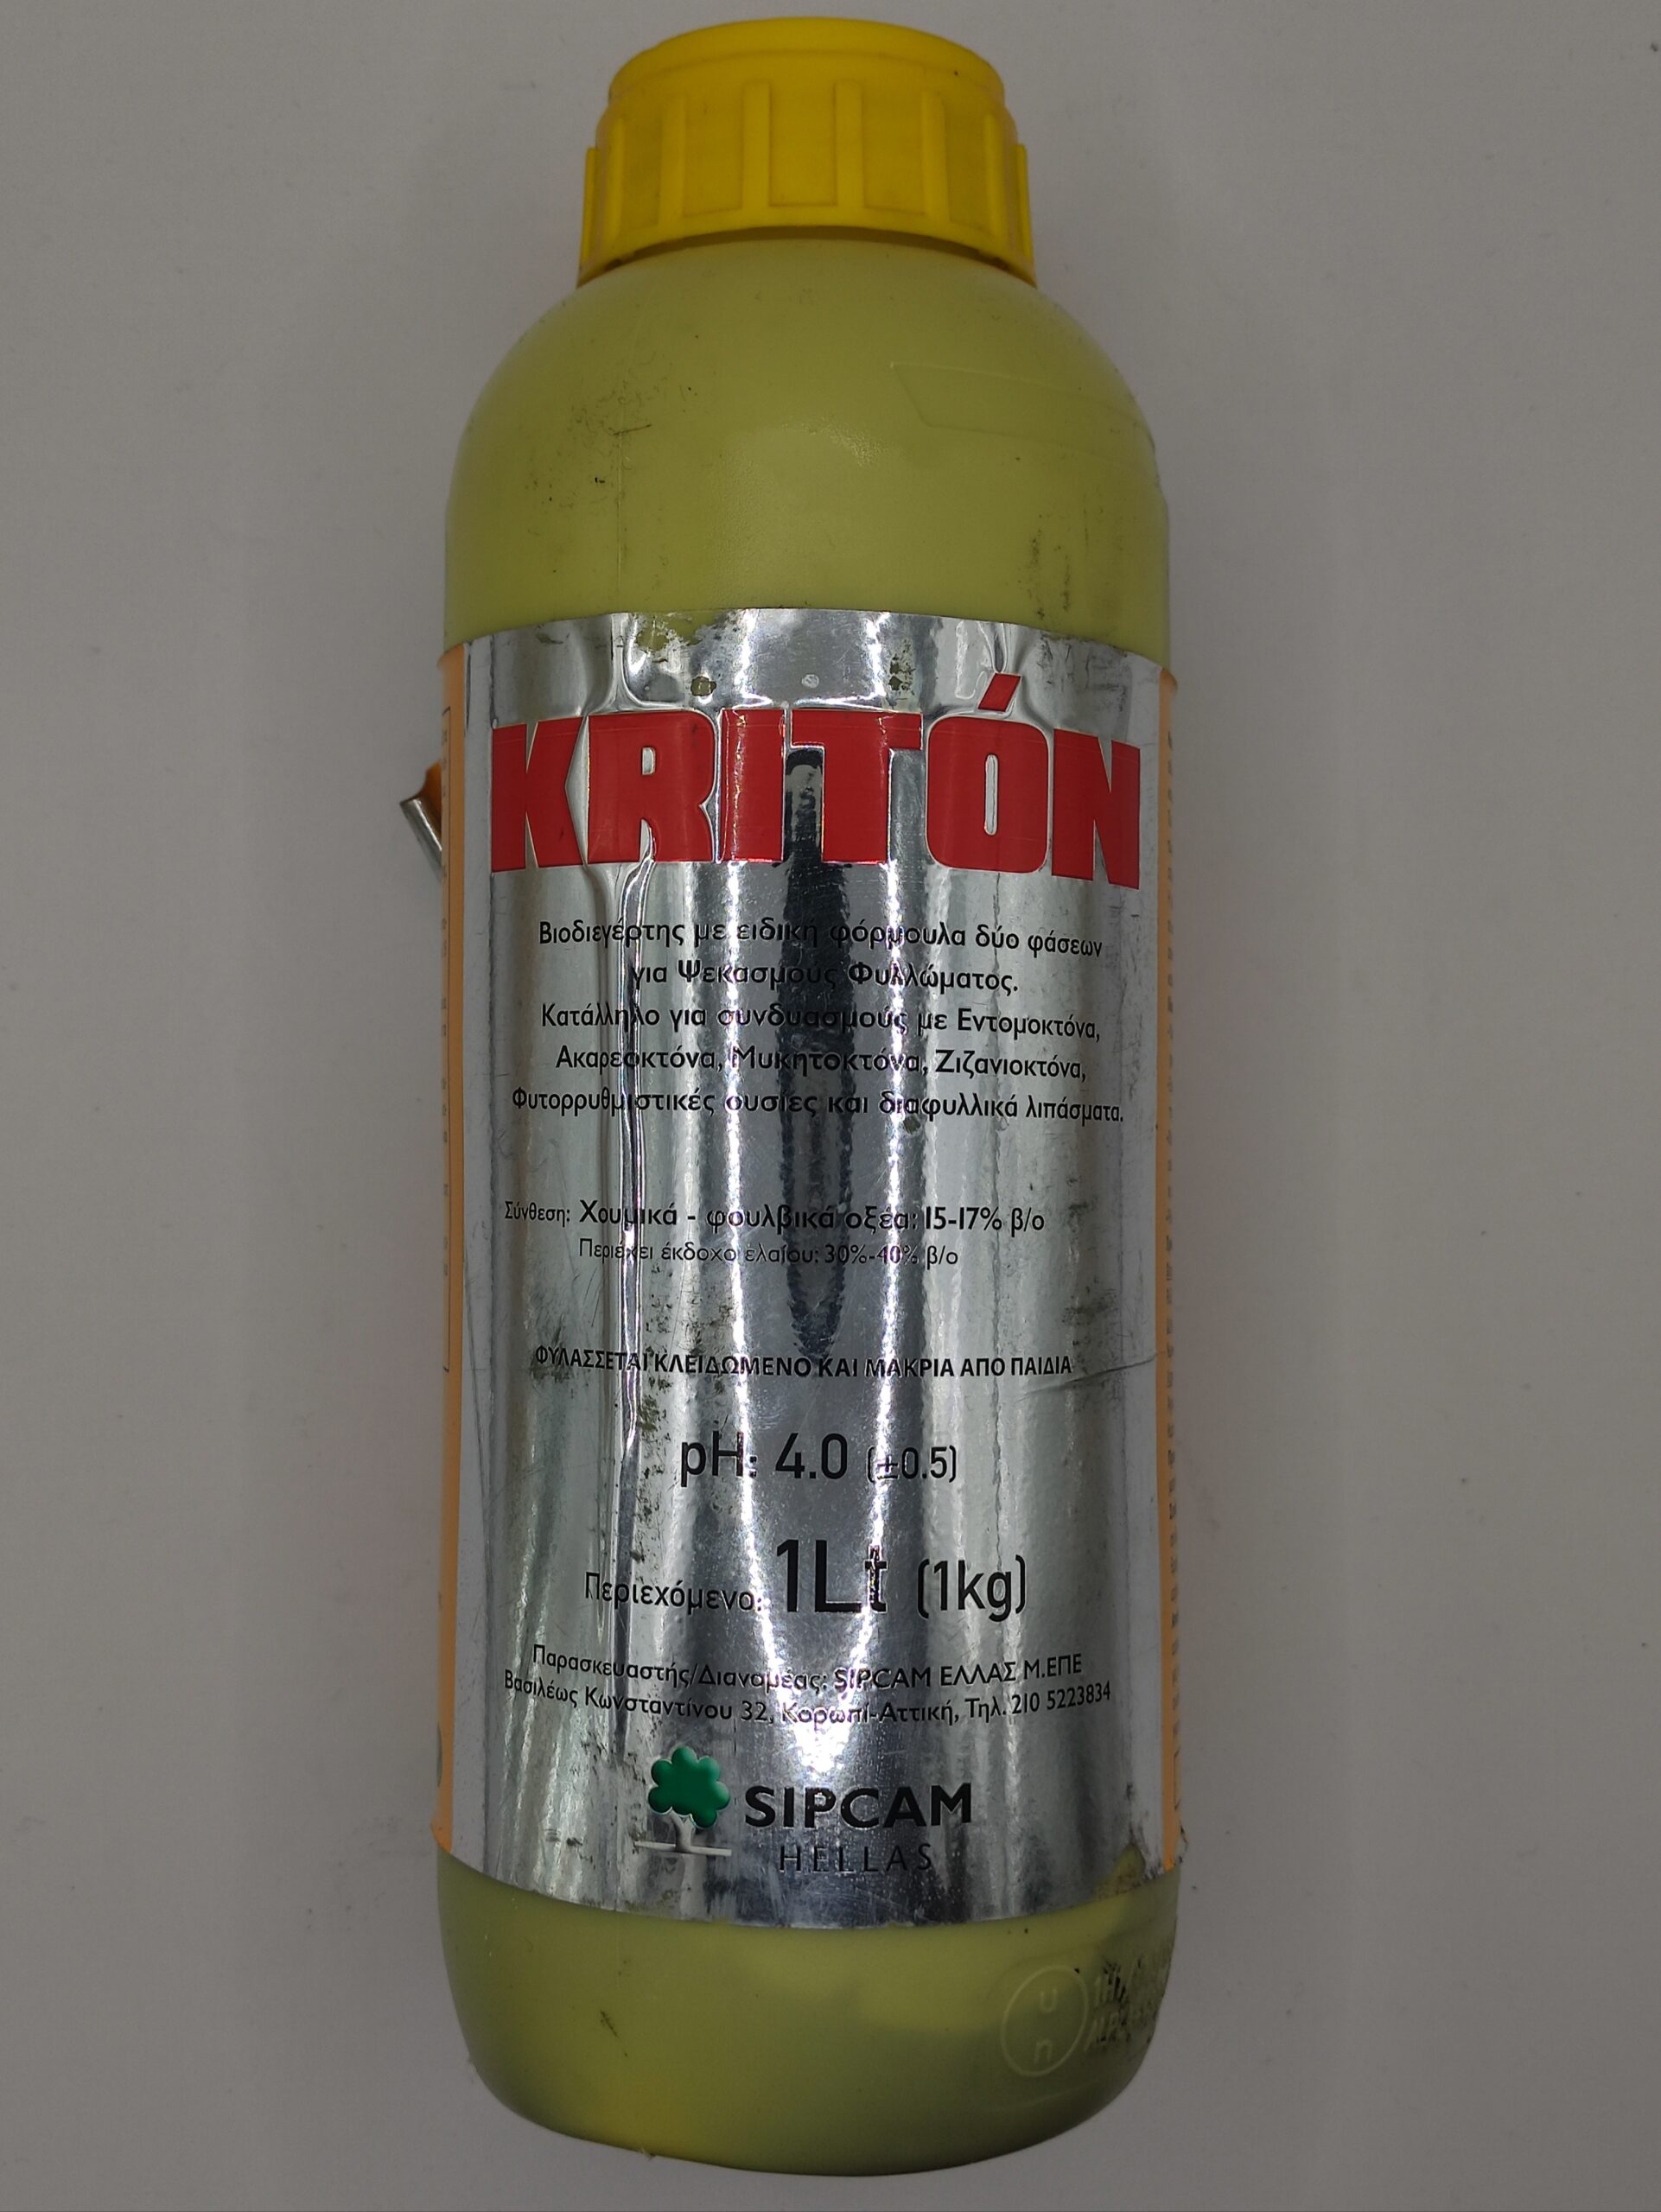 KRITÓN
Βιοδιεγέρτης με ειδική φόρμουλα δύο φάσεων
για Ψεκασμούς Φυλλώματος.
Κατάλληλο για συνδυασμούς με Εντομοκτόνα,
Ακαρεοκτόνα, Μυκητοκτόνα, Ζιζανιοκτόνα,
Φυτορρυθμιστικές ουσίες και διαφυλλικά λιπάσματα.
Σύνθεση: Χουμικά - φουλβικά οξέα: 15-17% β/ο
Περιέχει έκδοχο ελαίου: 30%-40% β/ο
ΦΥΛΑΣΣΕΤΑΙ ΚΛΕΙΔΩΜΕΝΟ ΚΑΙ ΜΑΚΡΙΑ ΑΠΟ ΠΑΙΔΙΑ
pH: 4.0 (±0.5)
Περιεχόμενο: 1Lt (1kg)
Παρασκευαστής/Διανομέας: SIPCAM ΕΛΛΑΣ Μ.ΕΠΕ
Βασιλέως Κωνσταντίνου 32, Κορωπί-Αττική, Τηλ. 210 5223834
SIPCAM
HELLAS
u
n